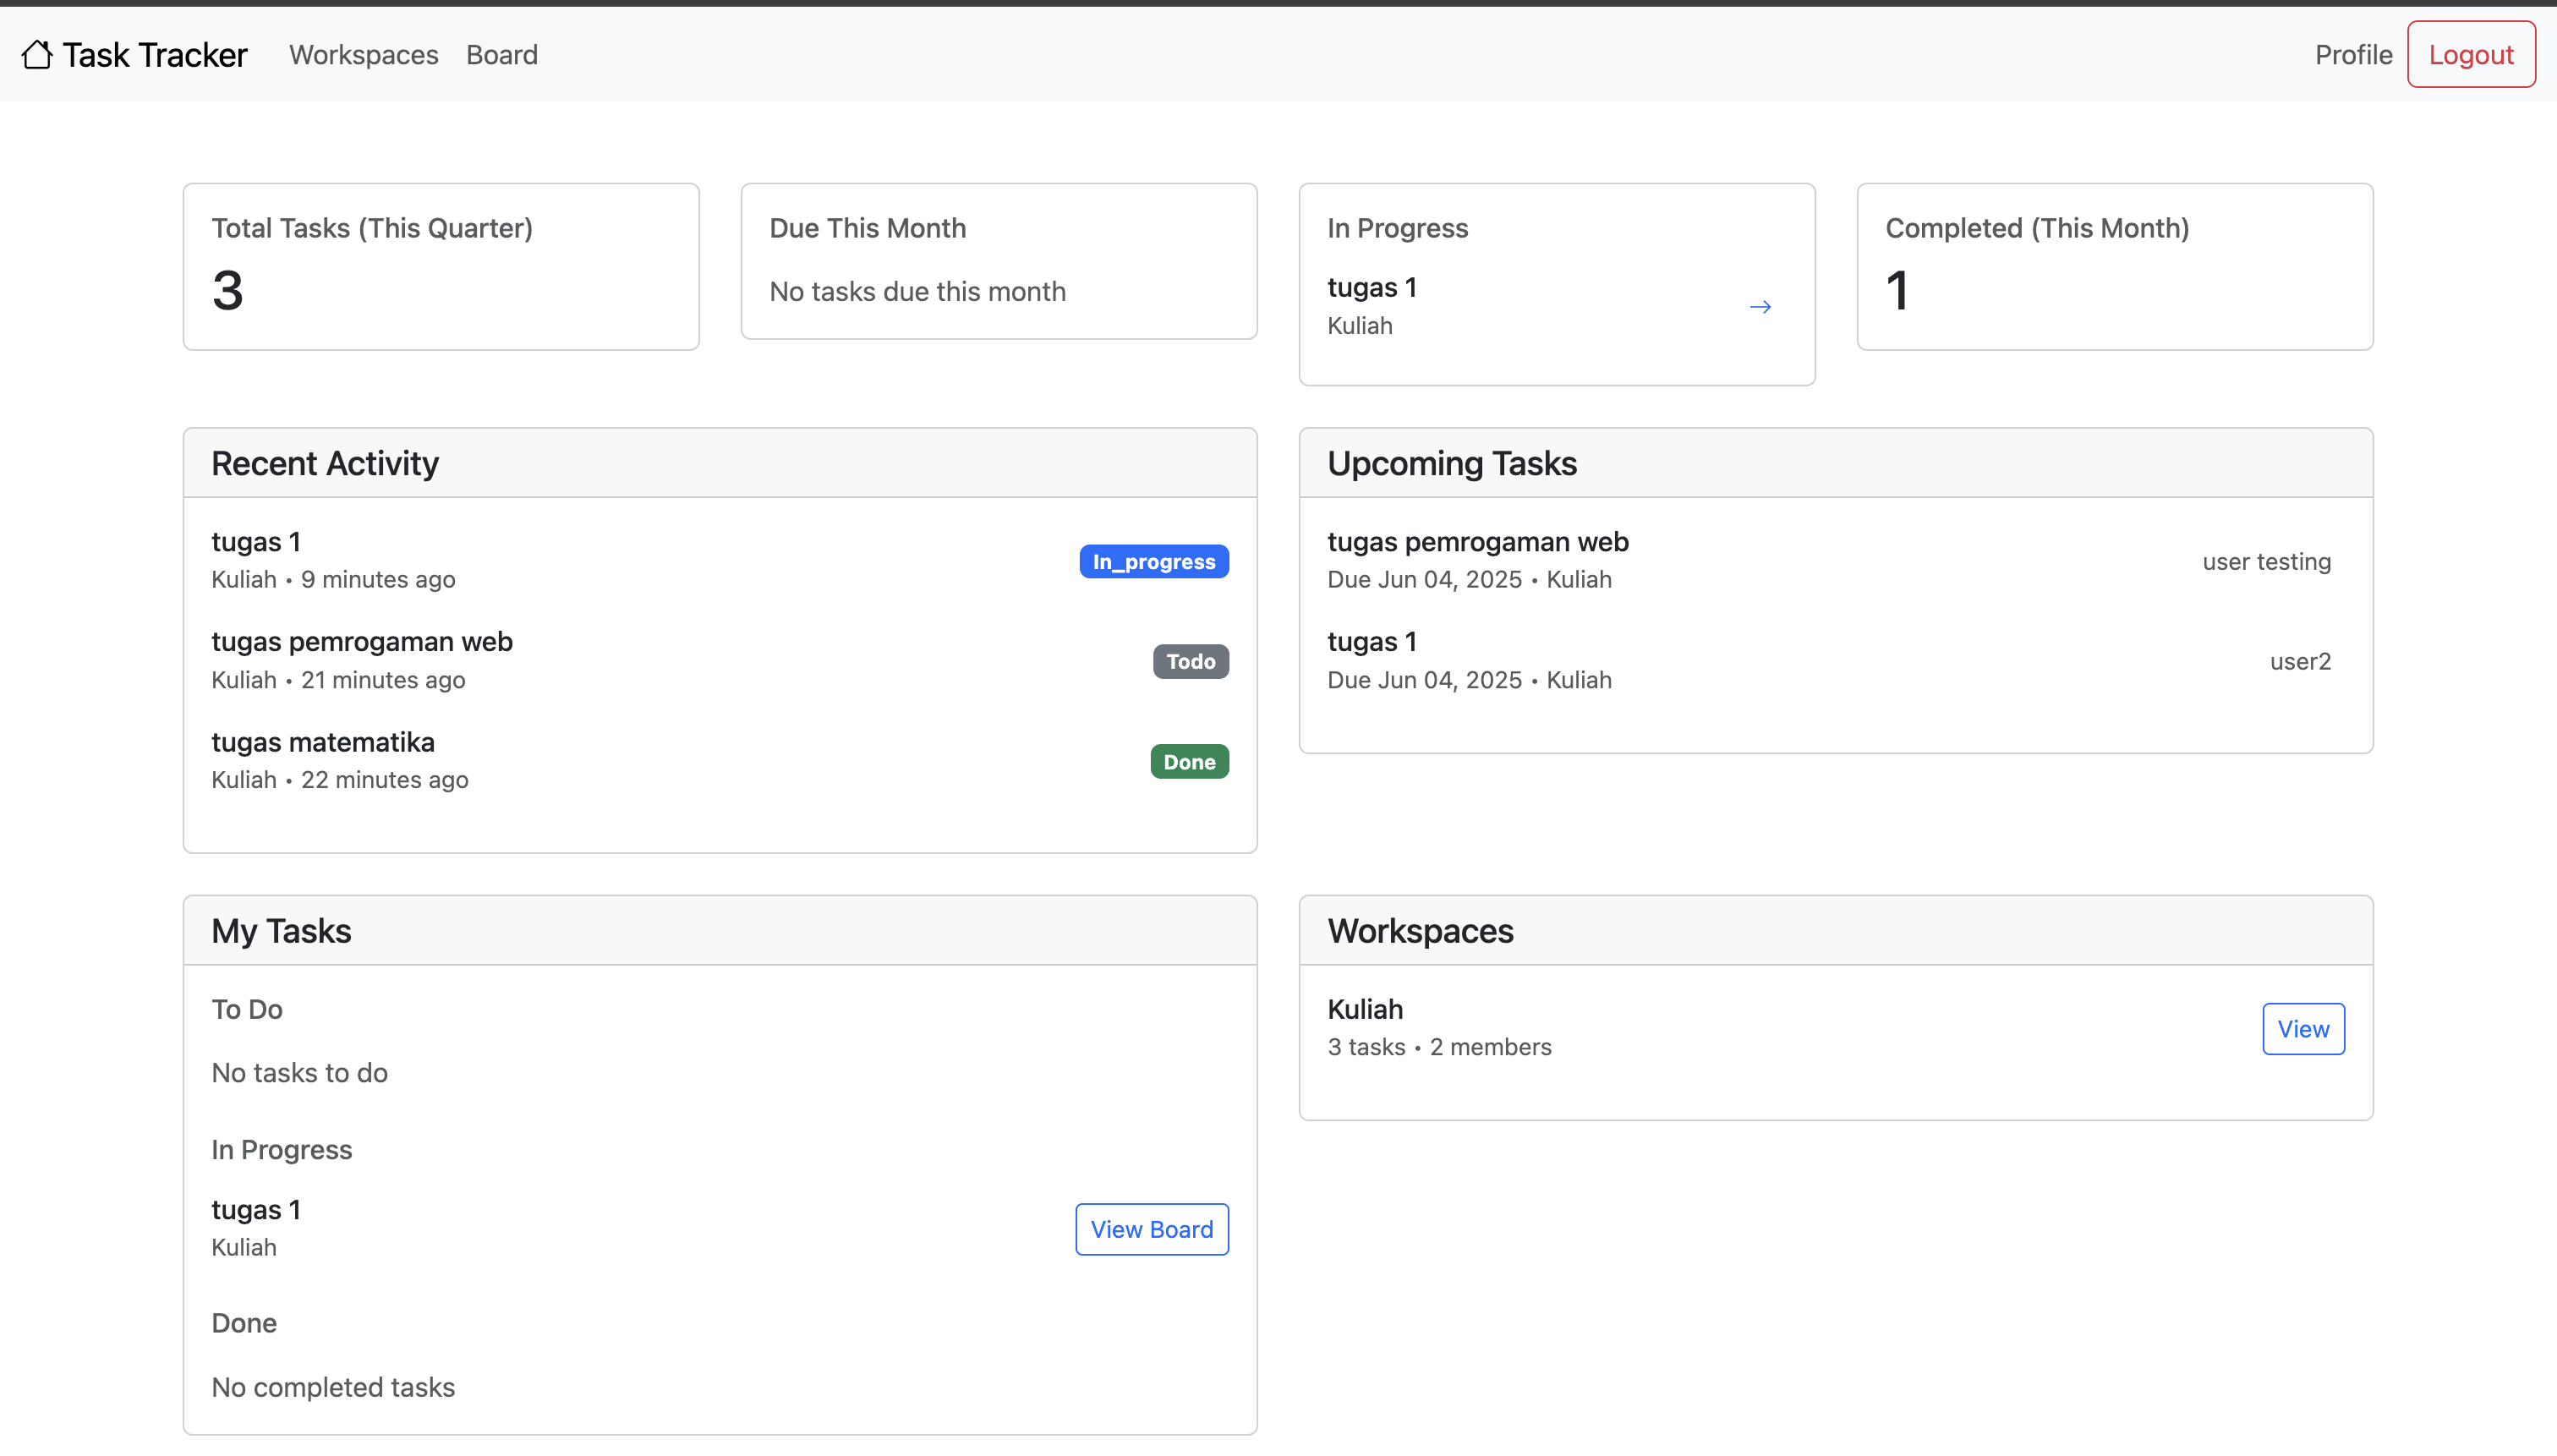 Task Tracker Workspaces Board Profile Logout
Total Tasks (This Quarter)
3
Due This Month
No tasks due this month
In Progress
tugas 1
Kuliah
Completed (This Month)
1
Recent Activity
tugas 1
Kuliah • 9 minutes ago
In_progress
tugas pemrogaman web
Kuliah • 21 minutes ago
Todo
tugas matematika
Kuliah • 22 minutes ago
Done
Upcoming Tasks
tugas pemrogaman web
Due Jun 04, 2025 • Kuliah
user testing
tugas 1
Due Jun 04, 2025 • Kuliah
user2
My Tasks
To Do
No tasks to do
In Progress
tugas 1
Kuliah
View Board
Done
No completed tasks
Workspaces
Kuliah
3 tasks • 2 members
View